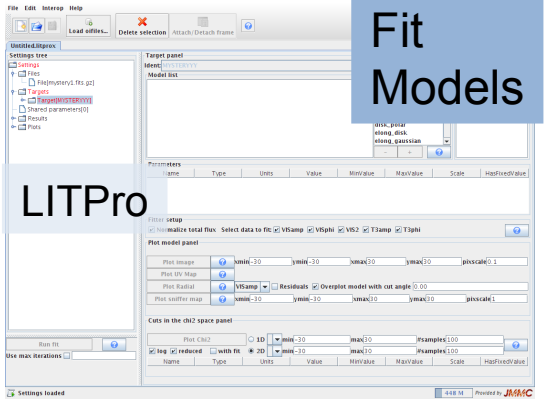 File Edit Interop Help
Load oifiles...
Delete selection
Attach/Detach frame
Fit
Models
Untitled.litprox
Settings tree
Settings
Files
File[mystery1.fits.gz]
Targets
Target[MYSTERYY]
Shared parameters[0]
Results
Plots
LITPro
Run fit
Use max iterations
Target panel
Ident: MYSTERYY
Model list
disk_polar
elong_disk
elong_gaussian
- +
Parameters
Name Type Units Value MinValue MaxValue Scale HasFixedValue
Fitter setup
Normalize total flux Select data to fit: VISamp VISphi VIS2 T3amp T3phi
Plot model panel
Plot image xmin -30 ymin -30 xmax 30 ymax 30 pixscale 0.1
Plot UV Map
Plot Radial VISamp Residuals Overplot model with cut angle 0.00
Plot sniffer map xmin -30 ymin -30 xmax 30 ymax 30 pixscale 1
Cuts in the chi2 space panel
Plot Chi2 1D min -30 max 30 #samples 100
log reduced with fit 2D min -30 max 30 #samples 100
Name Type Units Value MinValue MaxValue Scale HasFixedValue
Settings loaded
448 M
Provided by JMMC